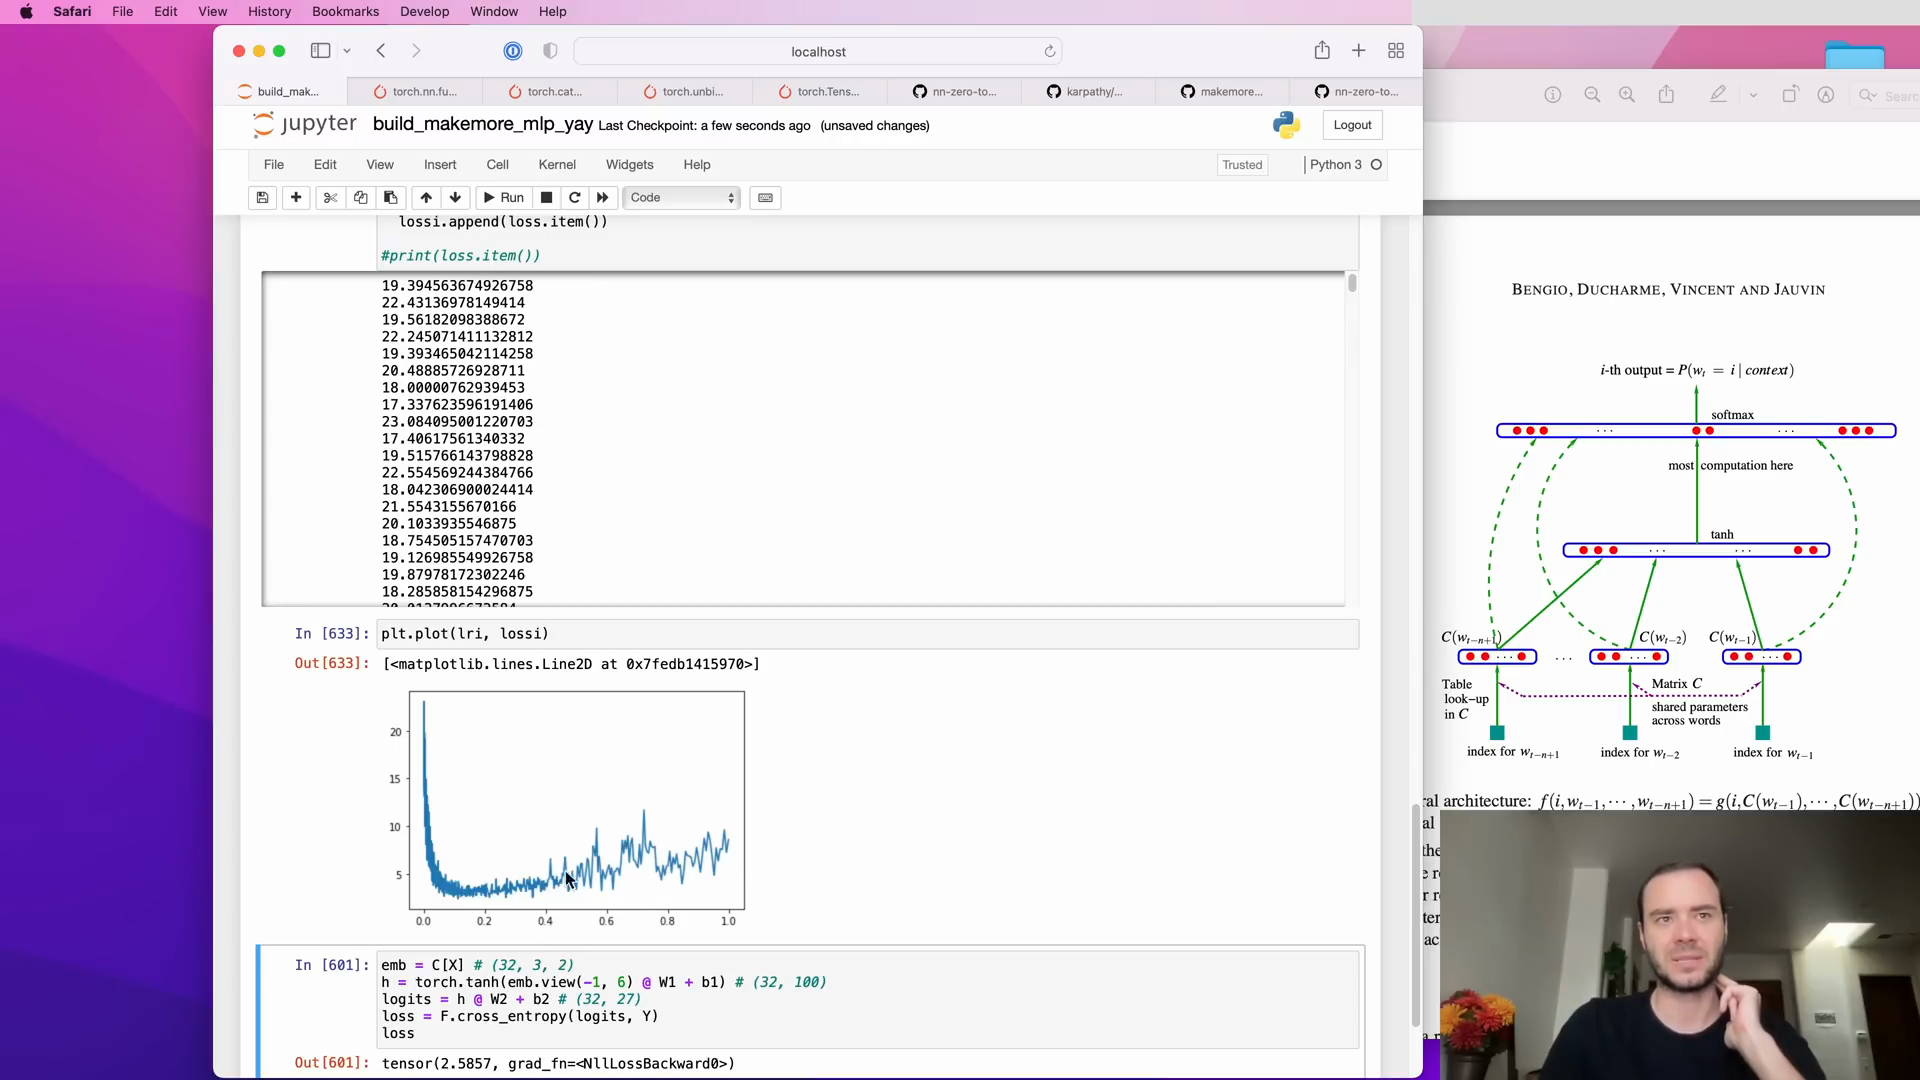 Safari File Edit View History Bookmarks Develop Window Help
localhost
build_mak... torch.nn.fu... torch.cat... torch.unbi... torch.Tens... nn-zero-to... karpathy/... makemore... nn-zero-to...
Search
jupyter build_makemore_mlp_yay Last Checkpoint: a few seconds ago (unsaved changes) Logout
File Edit View Insert Cell Kernel Widgets Help Trusted Python 3
Run Code
lossi.append(loss.item())
#print(loss.item())
19.394563674926758
22.43136978149414
19.56182098388672
22.245071411132812
19.393465042114258
20.48885726928711
18.00000762939453
17.337623596191406
23.084095001220703
17.40617561340332
19.515766143798828
22.554569244384766
18.042306900024414
21.5543155670166
20.1033935546875
18.754505157470703
19.126985549926758
19.87978172302246
18.285858154296875
In [633]: plt.plot(lri, lossi)
Out[633]: [<matplotlib.lines.Line2D at 0x7fedb1415970>]
20
15
10
5
0.0 0.2 0.4 0.6 0.8 1.0
In [601]: emb = C[X] # (32, 3, 2)
h = torch.tanh(emb.view(-1, 6) @ W1 + b1) # (32, 100)
logits = h @ W2 + b2 # (32, 27)
loss = F.cross_entropy(logits, Y)
loss
Out[601]: tensor(2.5857, grad_fn=<NllLossBackward0>)
BENGIO, DUCHARME, VINCENT AND JAUVIN
i-th output = P(w_t = i | context)
softmax
...
...
most computation here
tanh
...
...
C(w_{t−n+1}) C(w_{t−2}) C(w_{t−1})
...
Table
look−up
in C
Matrix C
shared parameters
across words
index for w_{t−n+1} index for w_{t−2} index for w_{t−1}
ral architecture: f(i,w_{t−1},⋯,w_{t−n+1}) = g(i,C(w_{t−1}),⋯,C(w_{t−n+1}))